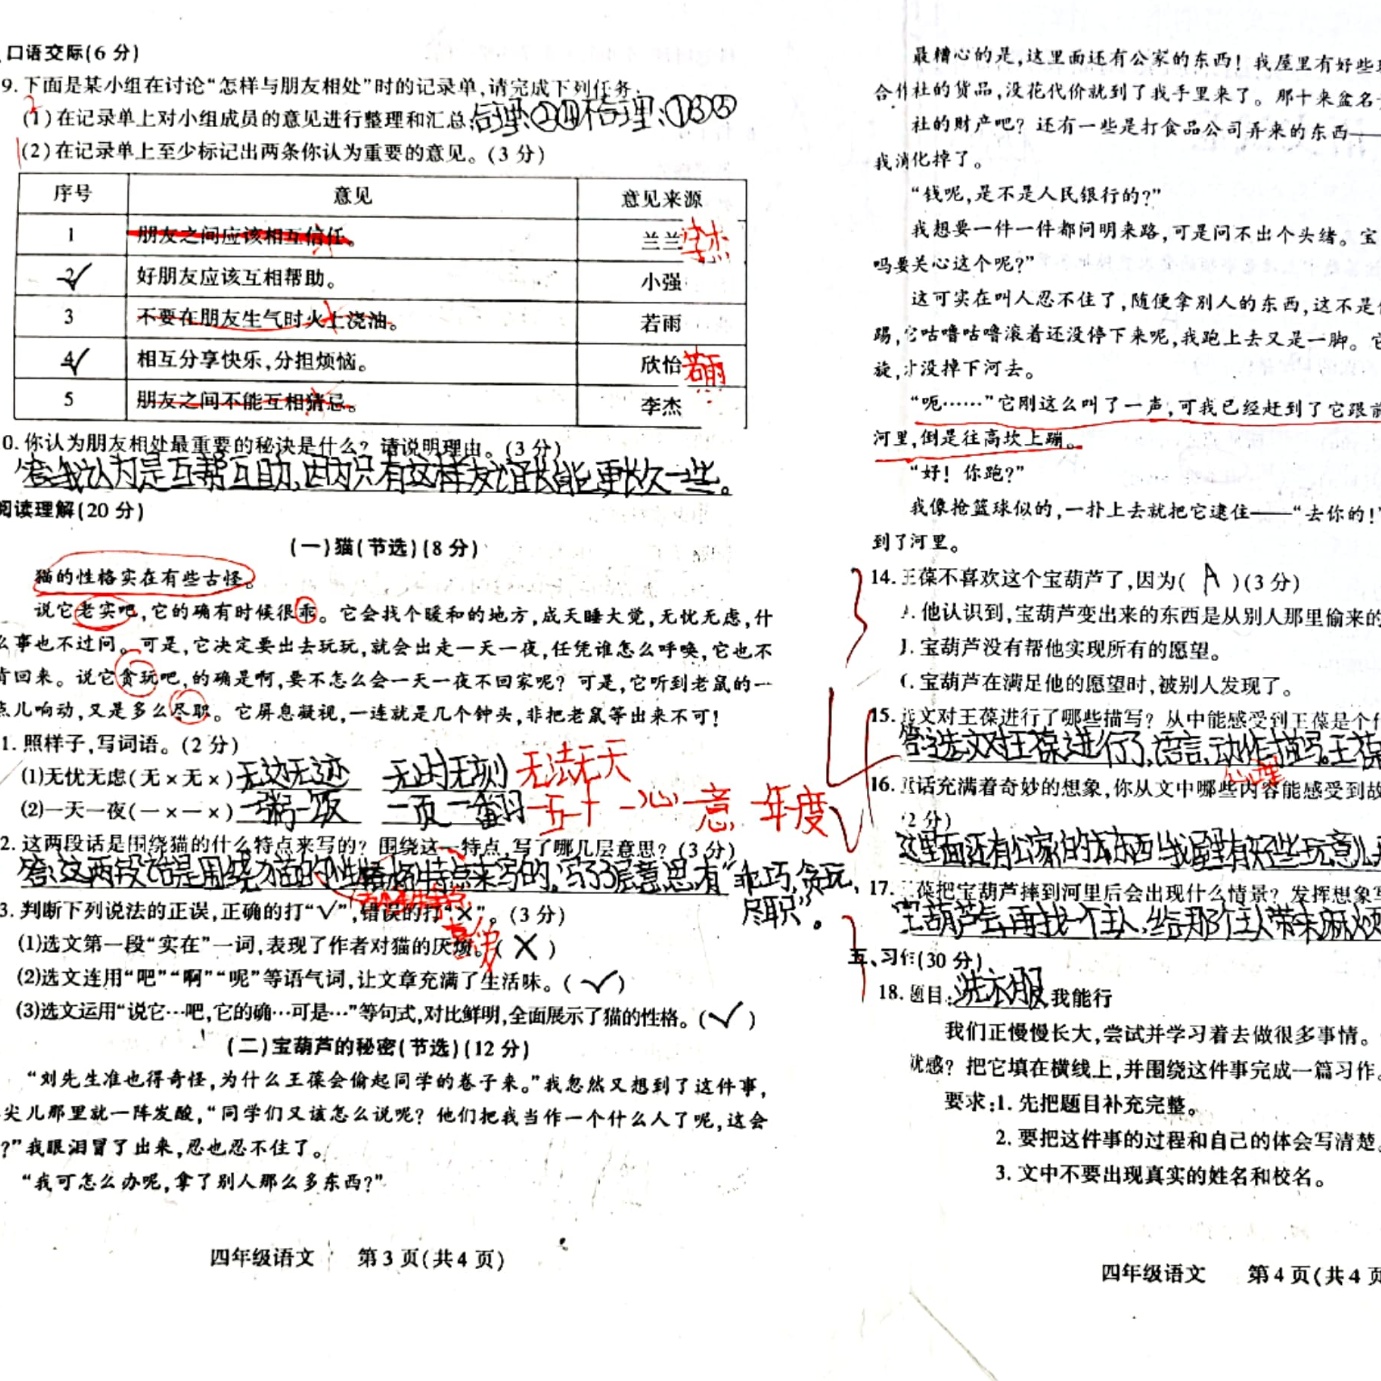 口语交际(6 分)
9.下面是某小组在讨论“怎样与朋友相处”时的记录单,请完成下列任务:
(1)在记录单上对小组成员的意见进行整理和汇总.合理:②④不合理:①③⑤
(2)在记录单上至少标记出两条你认为重要的意见。(3 分)
序号 意见 意见来源
1 朋友之间应该相互信任。 兰兰 李杰
2 好朋友应该互相帮助。 小强
3 不要在朋友生气时火上浇油。 若雨
4 相互分享快乐,分担烦恼。 欣怡 若雨
5 朋友之间不能互相猜忌。 李杰
0.你认为朋友相处最重要的秘诀是什么?请说明理由。(3 分)
答:我认为是互帮互助,因为只有这样友谊才能更长久一些。
阅读理解(20 分)
(一)猫(节选)(8 分)
猫的性格实在有些古怪。
说它老实吧,它的确有时候很乖。它会找个暖和的地方,成天睡大觉,无忧无虑,什
么事也不过问。可是,它决定要出去玩玩,就会出走一天一夜,任凭谁怎么呼唤,它也不
肯回来。说它贪玩吧,的确是啊,要不怎么会一天一夜不回家呢?可是,它听到老鼠的一
点儿响动,又是多么尽职。它屏息凝视,一连就是几个钟头,非把老鼠等出来不可!
1. 照样子,写词语。(2 分)
(1)无忧无虑(无×无×) 无边无迹 无时无刻 无法无天
(2)一天一夜(一×一×) 一粥一饭 一页一翻 一五一十 一心一意 一年一度
2. 这两段话是围绕猫的什么特点来写的?围绕这一特点,写了哪几层意思?(3 分)
答:这两段话是围绕猫的性格特点来写的,写了3层意思有“乖巧,贪玩,
尽职”。
3. 判断下列说法的正误,正确的打“✓”,错误的打“×”。(3 分)
(1)选文第一段“实在”一词,表现了作者对猫的厌烦。( × )
喜爱
(2)选文连用“吧”“啊”“呢”等语气词,让文章充满了生活味。( ✓ )
(3)选文运用“说它…吧,它的确…可是…”等句式,对比鲜明,全面展示了猫的性格。( ✓ )
(二)宝葫芦的秘密(节选)(12 分)
“刘先生准也得奇怪,为什么王葆会偷起同学的卷子来。”我忽然又想到了这件事,
尖儿那里就一阵发酸,“同学们又该怎么说呢?他们把我当作一个什么人了呢,这会
?”我眼泪冒了出来,忍也忍不住了。
“我可怎么办呢,拿了别人那么多东西?”
四年级语文 第 3 页(共 4 页)
最糟心的是,这里面还有公家的东西!我屋里有好些
合作社的货品,没花代价就到了我手里来了。那十来盆名
社的财产吧?还有一些是打食品公司弄来的东西——
我消化掉了。
“钱呢,是不是人民银行的?”
我想要一件一件都问明来路,可是问不出个头绪。宝
吗要关心这个呢?”
这可实在叫人忍不住了,随便拿别人的东西,这不是
踢,它咕噜咕噜滚着还没停下来呢,我跑上去又是一脚。它
旋,才没掉下河去。
“呃……”它刚这么叫了一声,可我已经赶到了它跟前
河里,倒是往高坎上蹦。
“好!你跑?”
我像抢篮球似的,一扑上去就把它逮住——“去你的!”
到了河里。
14. 王葆不喜欢这个宝葫芦了,因为( A )(3 分)
A. 他认识到,宝葫芦变出来的东西是从别人那里偷来的
B. 宝葫芦没有帮他实现所有的愿望。
C. 宝葫芦在满足他的愿望时,被别人发现了。
15. 选文对王葆进行了哪些描写?从中能感受到王葆是个什
答:选文对王葆进行了语言,动作描写,王葆
心理
16. 童话充满着奇妙的想象,你从文中哪些内容能感受到故
(2 分)
这里面还有公家的东西!我屋里有好些玩意儿
17. 王葆把宝葫芦摔到河里后会出现什么情景?发挥想象写
宝葫芦会再找一个主人,给那个主人带来麻烦
五、习作(30 分)
18. 题目: 洗衣服 ,我能行
我们正慢慢长大,尝试并学习着去做很多事情。
就感?把它填在横线上,并围绕这件事完成一篇习作。
要求:1. 先把题目补充完整。
2. 要把这件事的过程和自己的体会写清楚。
3. 文中不要出现真实的姓名和校名。
四年级语文 第 4 页(共 4 页